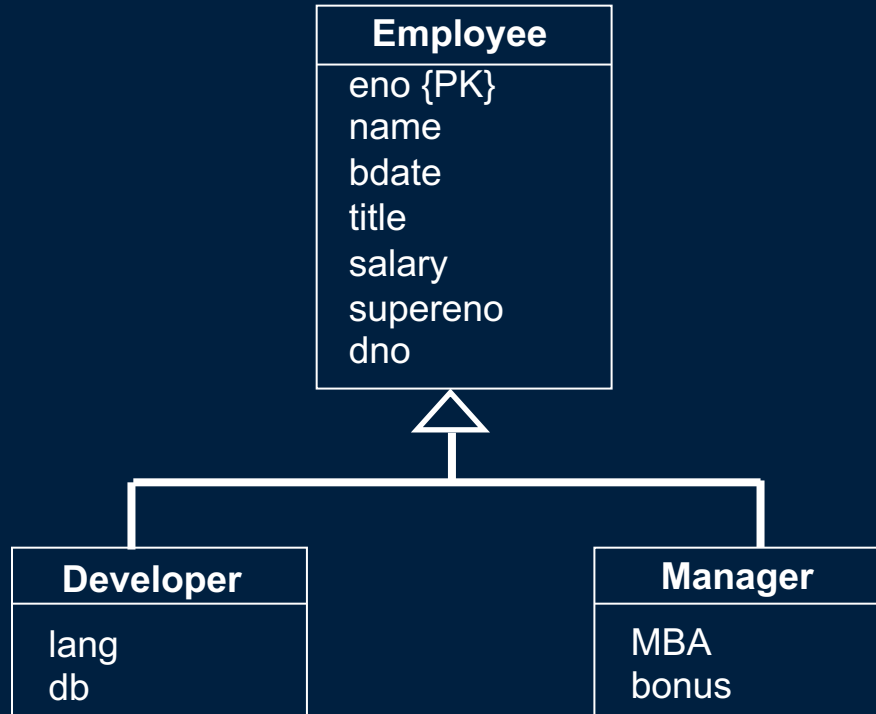 Employee
eno {PK}
name
bdate
title
salary
supereno
dno
Developer
lang
db
Manager
MBA
bonus